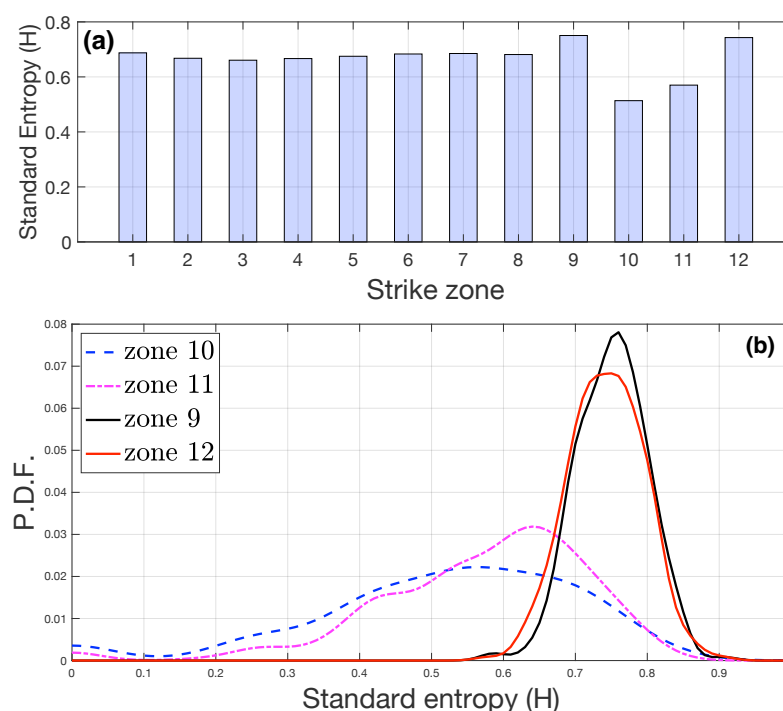 (a)
Standard Entropy (H)
0.8
0.6
0.4
0.2
0
1 2 3 4 5 6 7 8 9 10 11 12
Strike zone
(b)
zone 10
zone 11
zone 9
zone 12
P.D.F.
0.08
0.07
0.06
0.05
0.04
0.03
0.02
0.01
0
0 0.1 0.2 0.3 0.4 0.5 0.6 0.7 0.8 0.9
Standard entropy (H)